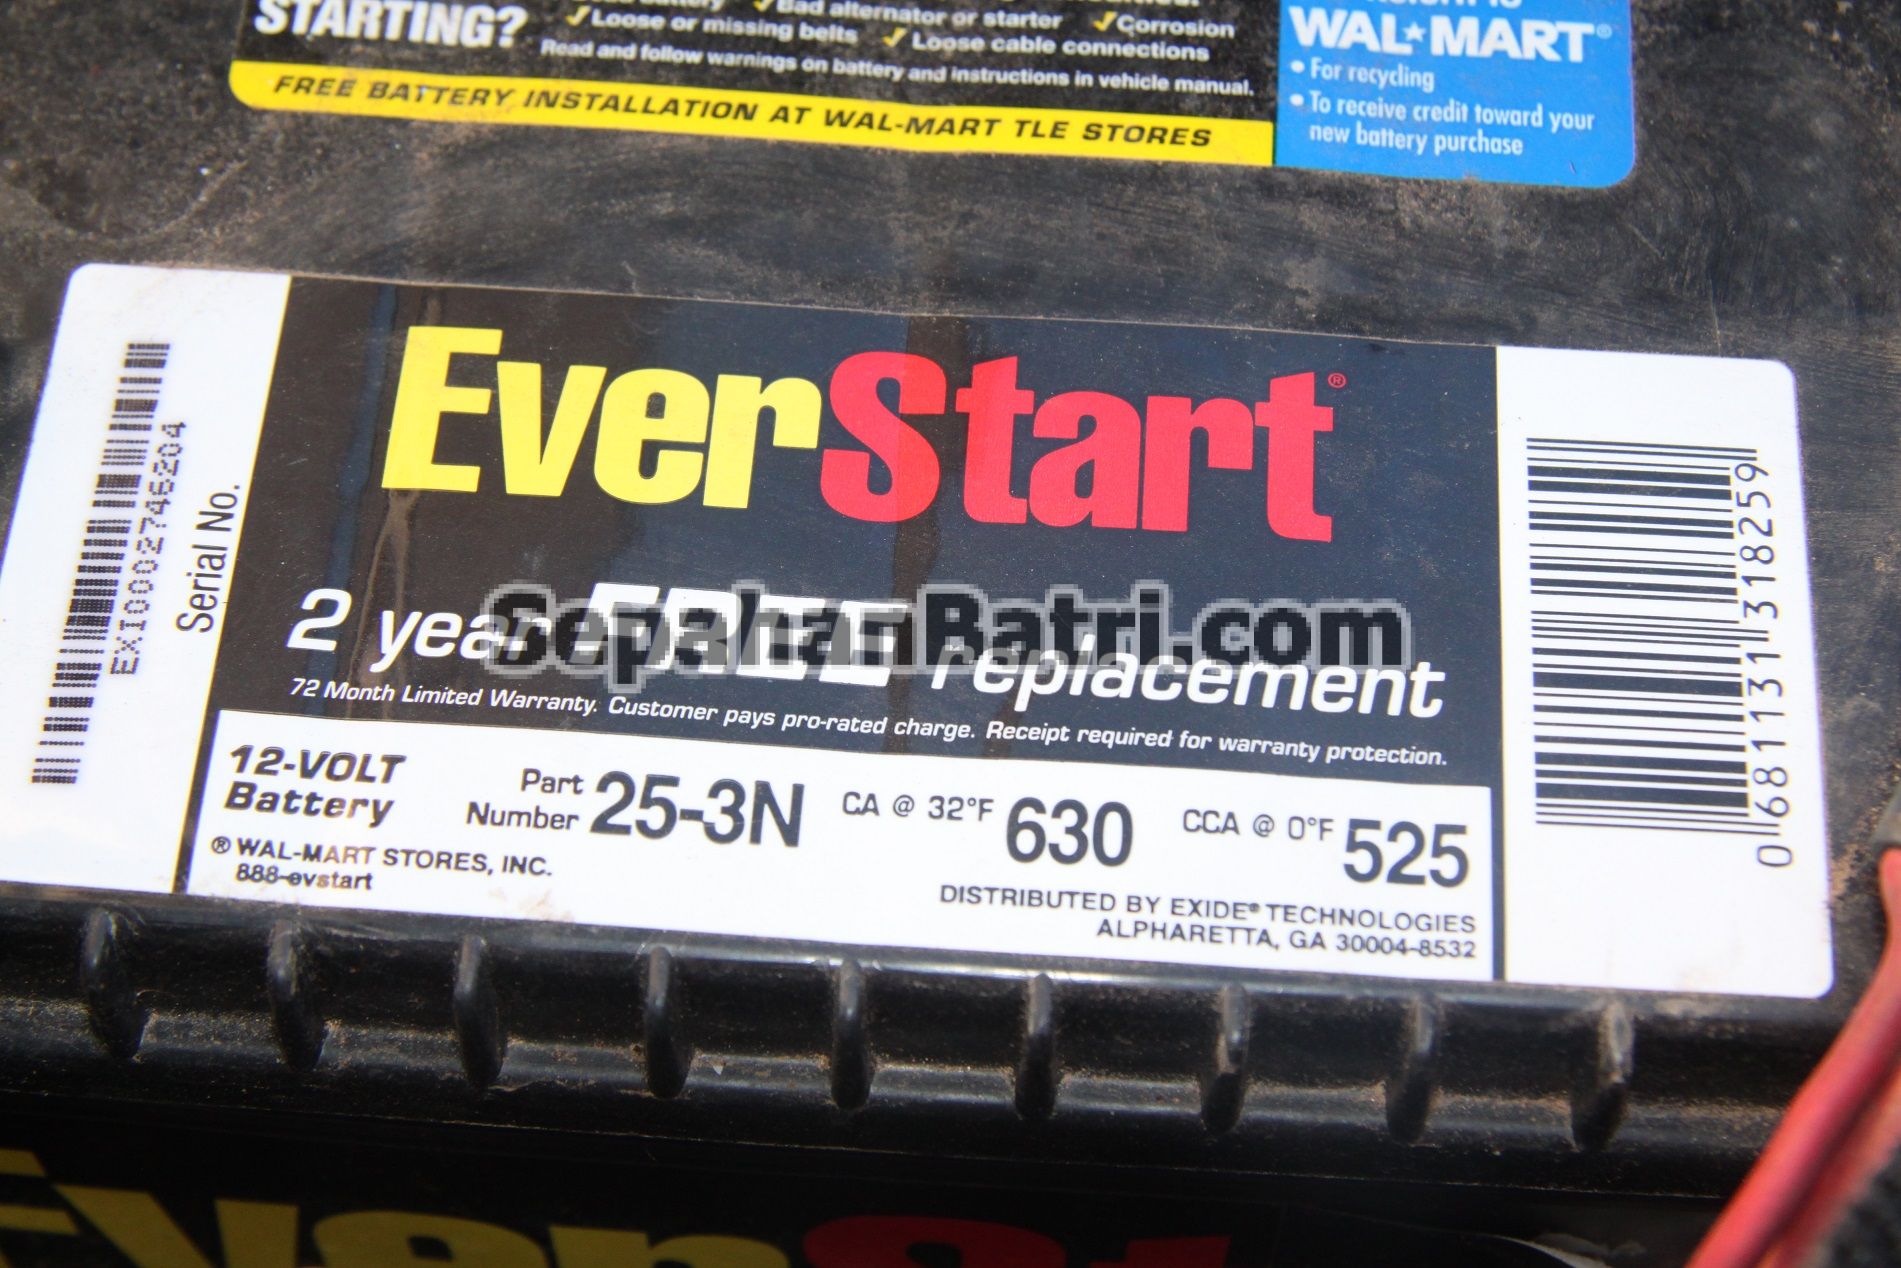 STARTING?
✓Bad alternator or starter ✓Corrosion
✓Loose or missing belts ✓Loose cable connections
Read and follow warnings on battery and instructions in vehicle manual.
FREE BATTERY INSTALLATION AT WAL-MART TLE STORES
WAL★MART®
• For recycling
• To receive credit toward your
new battery purchase
EverStart®
2 year FREE replacement
SepahanBatri.com
72 Month Limited Warranty. Customer pays pro-rated charge. Receipt required for warranty protection.
12-VOLT
Battery
Part
Number 25-3N
CA @ 32°F 630
CCA @ 0°F 525
® WAL-MART STORES, INC.
888-evstart
DISTRIBUTED BY EXIDE® TECHNOLOGIES
ALPHARETTA, GA 30004-8532
Serial No.
0 68113 31825 9